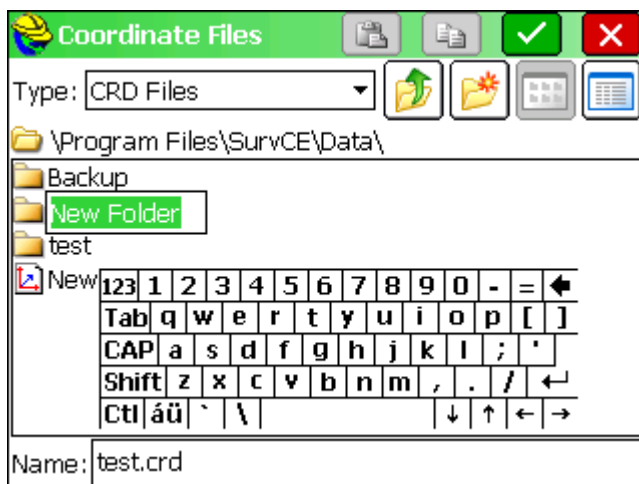 Coordinate Files
Type: CRD Files
\Program Files\SurvCE\Data\
Backup
New Folder
test
New
123 1 2 3 4 5 6 7 8 9 0 - =
Tab q w e r t y u i o p [ ]
CAP a s d f g h j k l ; '
Shift z x c v b n m , . /
Ctl áü ` \ ↓ ↑ ← →
Name: test.crd